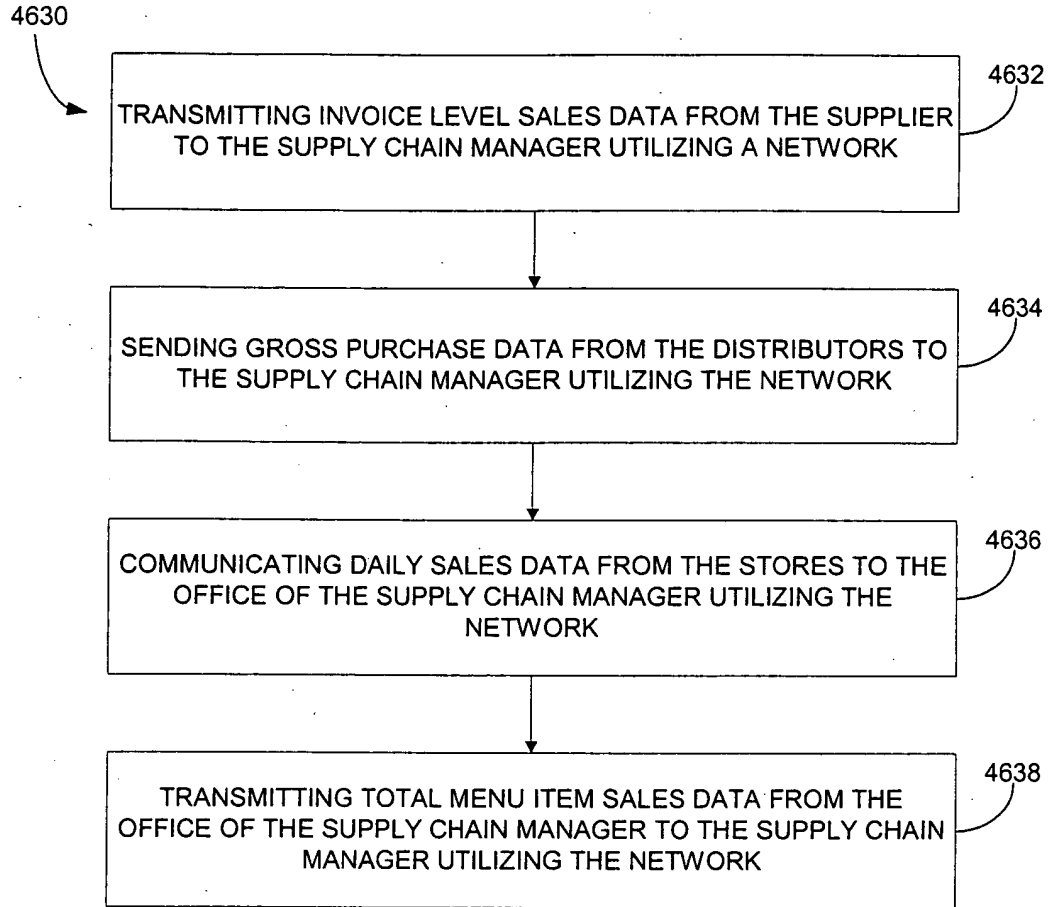 4630
4632
TRANSMITTING INVOICE LEVEL SALES DATA FROM THE SUPPLIER
TO THE SUPPLY CHAIN MANAGER UTILIZING A NETWORK
4634
SENDING GROSS PURCHASE DATA FROM THE DISTRIBUTORS TO
THE SUPPLY CHAIN MANAGER UTILIZING THE NETWORK
4636
COMMUNICATING DAILY SALES DATA FROM THE STORES TO THE
OFFICE OF THE SUPPLY CHAIN MANAGER UTILIZING THE
NETWORK
4638
TRANSMITTING TOTAL MENU ITEM SALES DATA FROM THE
OFFICE OF THE SUPPLY CHAIN MANAGER TO THE SUPPLY CHAIN
MANAGER UTILIZING THE NETWORK